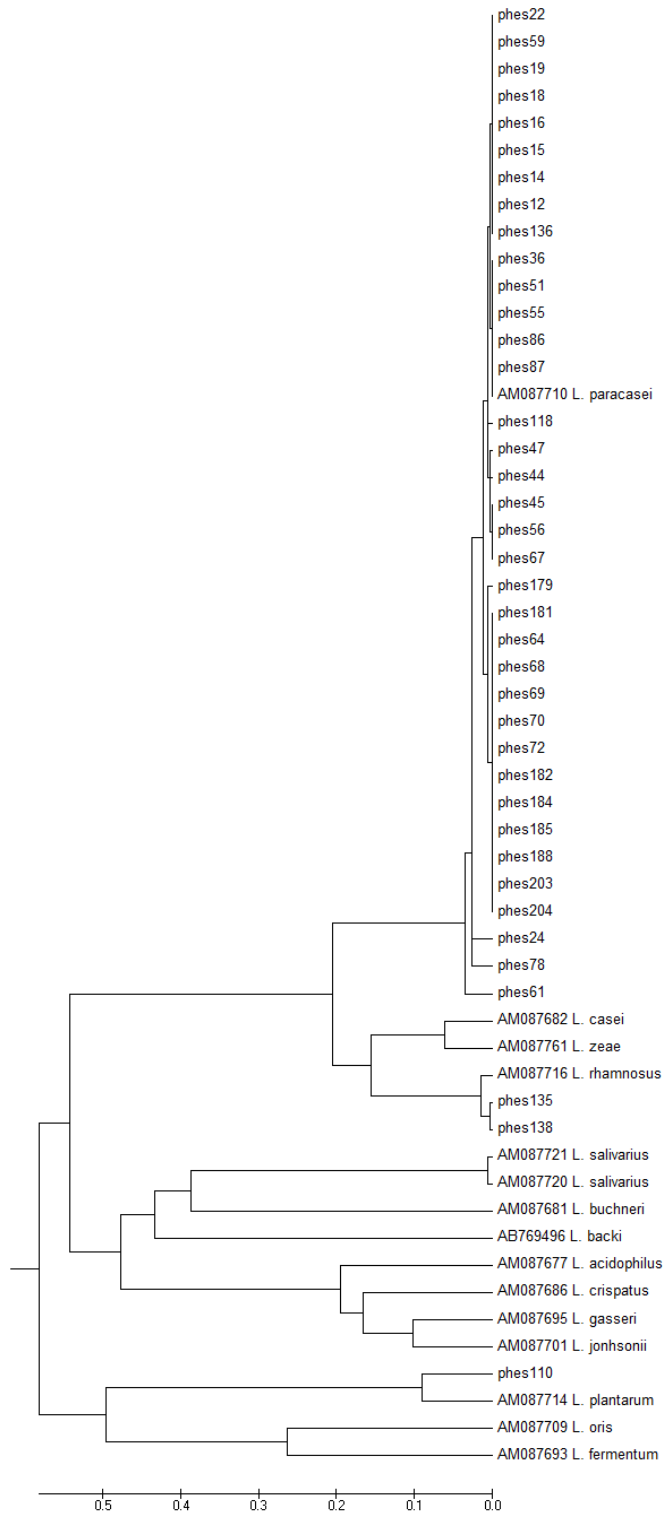 phes22
phes59
phes19
phes18
phes16
phes15
phes14
phes12
phes136
phes36
phes51
phes55
phes86
phes87
AM087710 L. paracasei
phes118
phes47
phes44
phes45
phes56
phes67
phes179
phes181
phes64
phes68
phes69
phes70
phes72
phes182
phes184
phes185
phes188
phes203
phes204
phes24
phes78
phes61
AM087682 L. casei
AM087761 L. zeae
AM087716 L. rhamnosus
phes135
phes138
AM087721 L. salivarius
AM087720 L. salivarius
AM087681 L. buchneri
AB769496 L. backi
AM087677 L. acidophilus
AM087686 L. crispatus
AM087695 L. gasseri
AM087701 L. jonhsonii
phes110
AM087714 L. plantarum
AM087709 L. oris
AM087693 L. fermentum
0.5 0.4 0.3 0.2 0.1 0.0